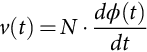 v(t) = N · dϕ(t)/dt